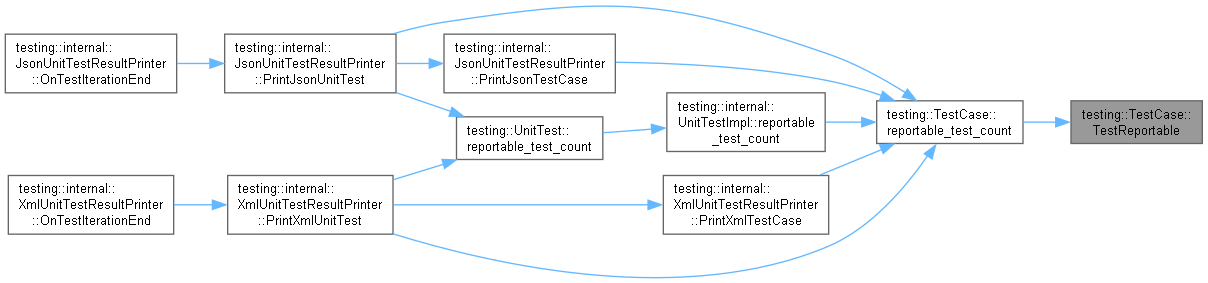 testing::internal::
JsonUnitTestResultPrinter
::OnTestIterationEnd
testing::internal::
JsonUnitTestResultPrinter
::PrintJsonUnitTest
testing::internal::
JsonUnitTestResultPrinter
::PrintJsonTestCase
testing::internal::
UnitTestImpl::reportable
_test_count
testing::TestCase::
reportable_test_count
testing::TestCase::
TestReportable
testing::UnitTest::
reportable_test_count
testing::internal::
XmlUnitTestResultPrinter
::OnTestIterationEnd
testing::internal::
XmlUnitTestResultPrinter
::PrintXmlUnitTest
testing::internal::
XmlUnitTestResultPrinter
::PrintXmlTestCase